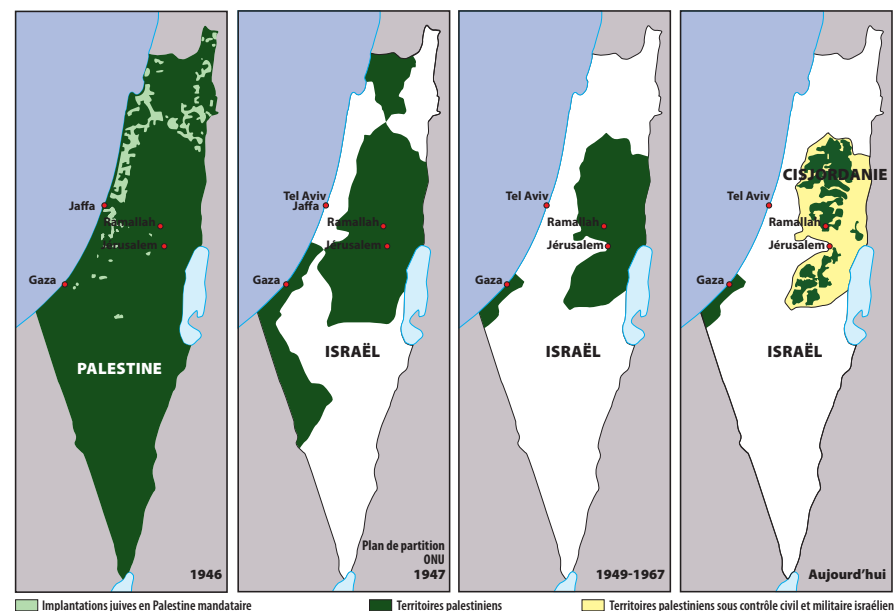 Jaffa
Ramallah
Jérusalem
Gaza
PALESTINE
1946
Tel Aviv
Jaffa
Ramallah
Jérusalem
Gaza
ISRAËL
Plan de partition
ONU
1947
Tel Aviv
Ramallah
Jérusalem
Gaza
ISRAËL
1949-1967
CISJORDANIE
Tel Aviv
Ramallah
Jérusalem
Gaza
ISRAËL
Aujourd’hui
Implantations juives en Palestine mandataire
Territoires palestiniens
Territoires palestiniens sous contrôle civil et militaire israélien